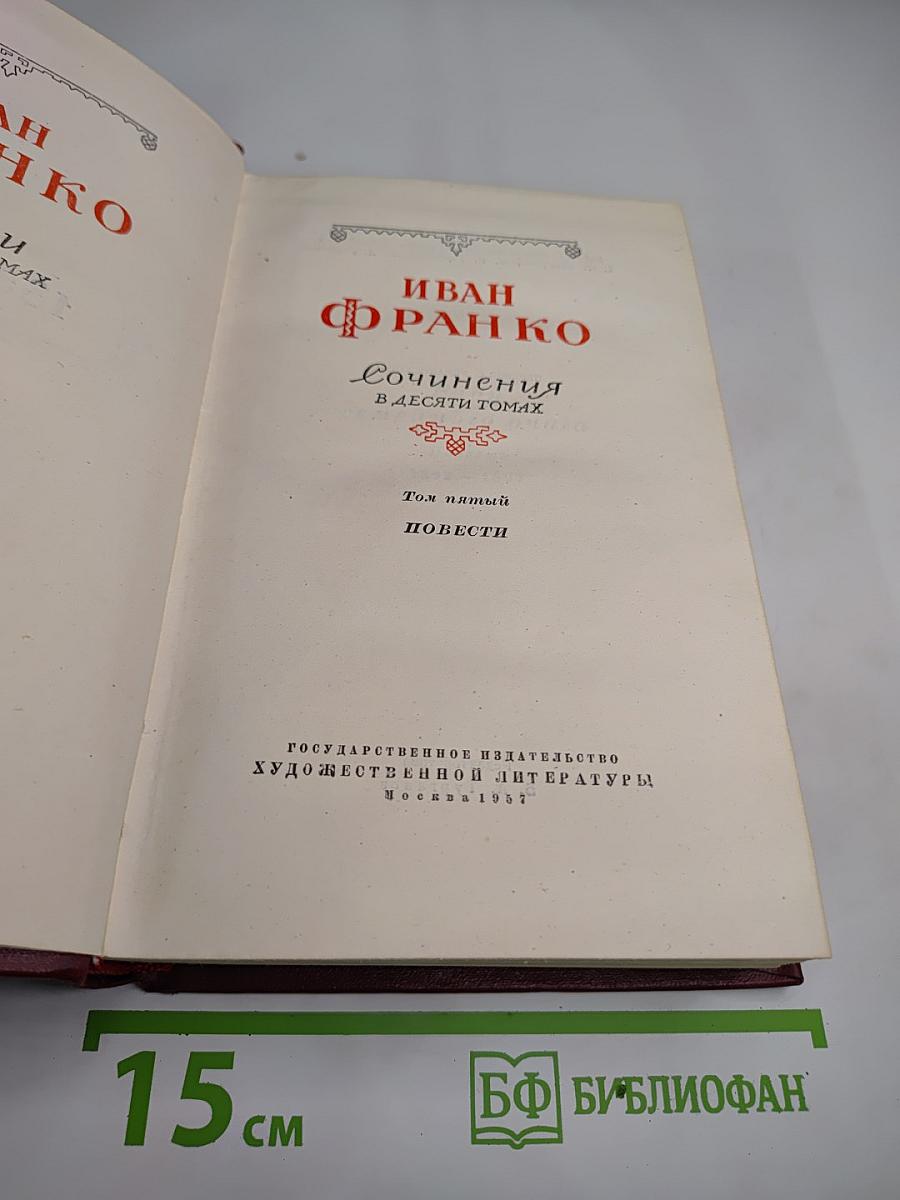 ИВАН
ФРАНКО
Сочинения
В ДЕСЯТИ ТОМАХ
Том пятый
ПОВЕСТИ
ГОСУДАРСТВЕННОЕ ИЗДАТЕЛЬСТВО
ХУДОЖЕСТВЕННОЙ ЛИТЕРАТУРЫ
Москва 1957
15 см
БФ БИБЛИОФАН